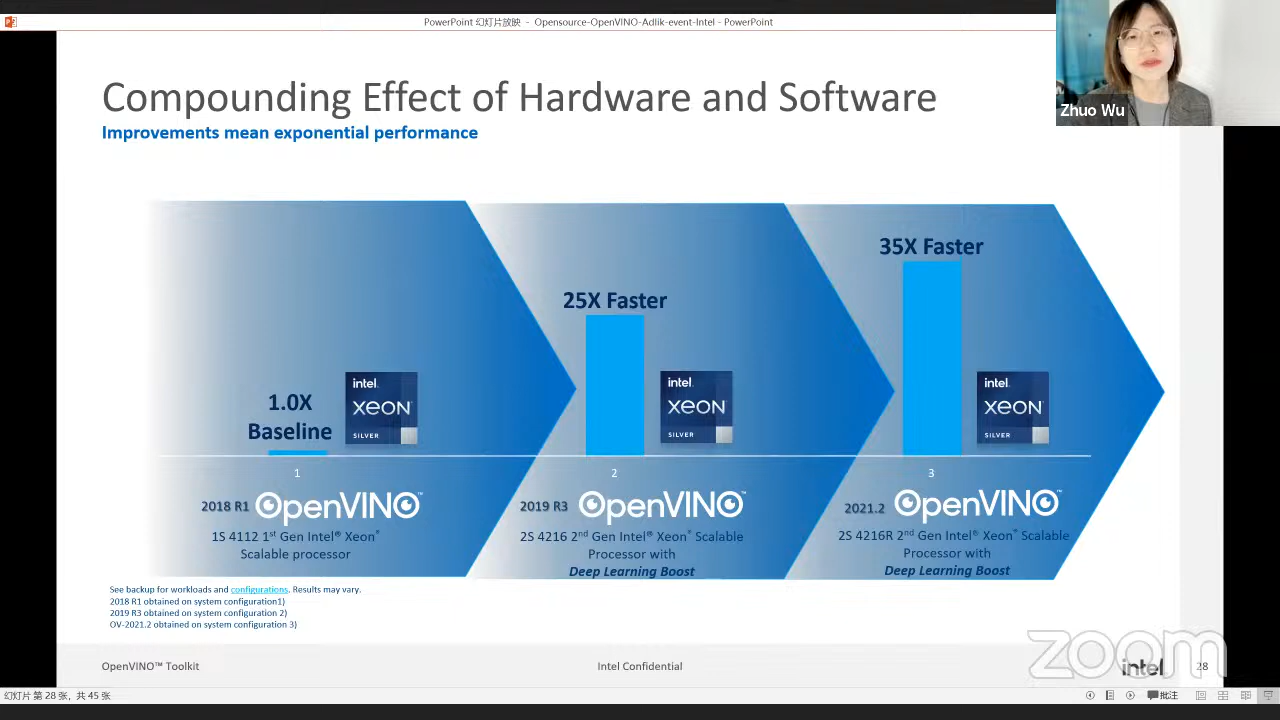 PowerPoint 幻灯片放映 - Opensource-OpenVINO-Adlik-event-Intel - PowerPoint
Zhuo Wu
Compounding Effect of Hardware and Software
Improvements mean exponential performance
1.0X
Baseline
25X Faster
35X Faster
intel.
XEON
SILVER
intel.
XEON
SILVER
intel.
XEON
SILVER
1
2
3
2018 R1 OpenVINO™
1S 4112 1st Gen Intel® Xeon®
Scalable processor
2019 R3 OpenVINO™
2S 4216 2nd Gen Intel® Xeon® Scalable
Processor with
Deep Learning Boost
2021.2 OpenVINO™
2S 4216R 2nd Gen Intel® Xeon® Scalable
Processor with
Deep Learning Boost
See backup for workloads and configurations. Results may vary.
2018 R1 obtained on system configuration1)
2019 R3 obtained on system configuration 2)
OV-2021.2 obtained on system configuration 3)
OpenVINO™ Toolkit
Intel Confidential
zoom
intel
28
幻灯片 第 28 张，共 45 张
批注